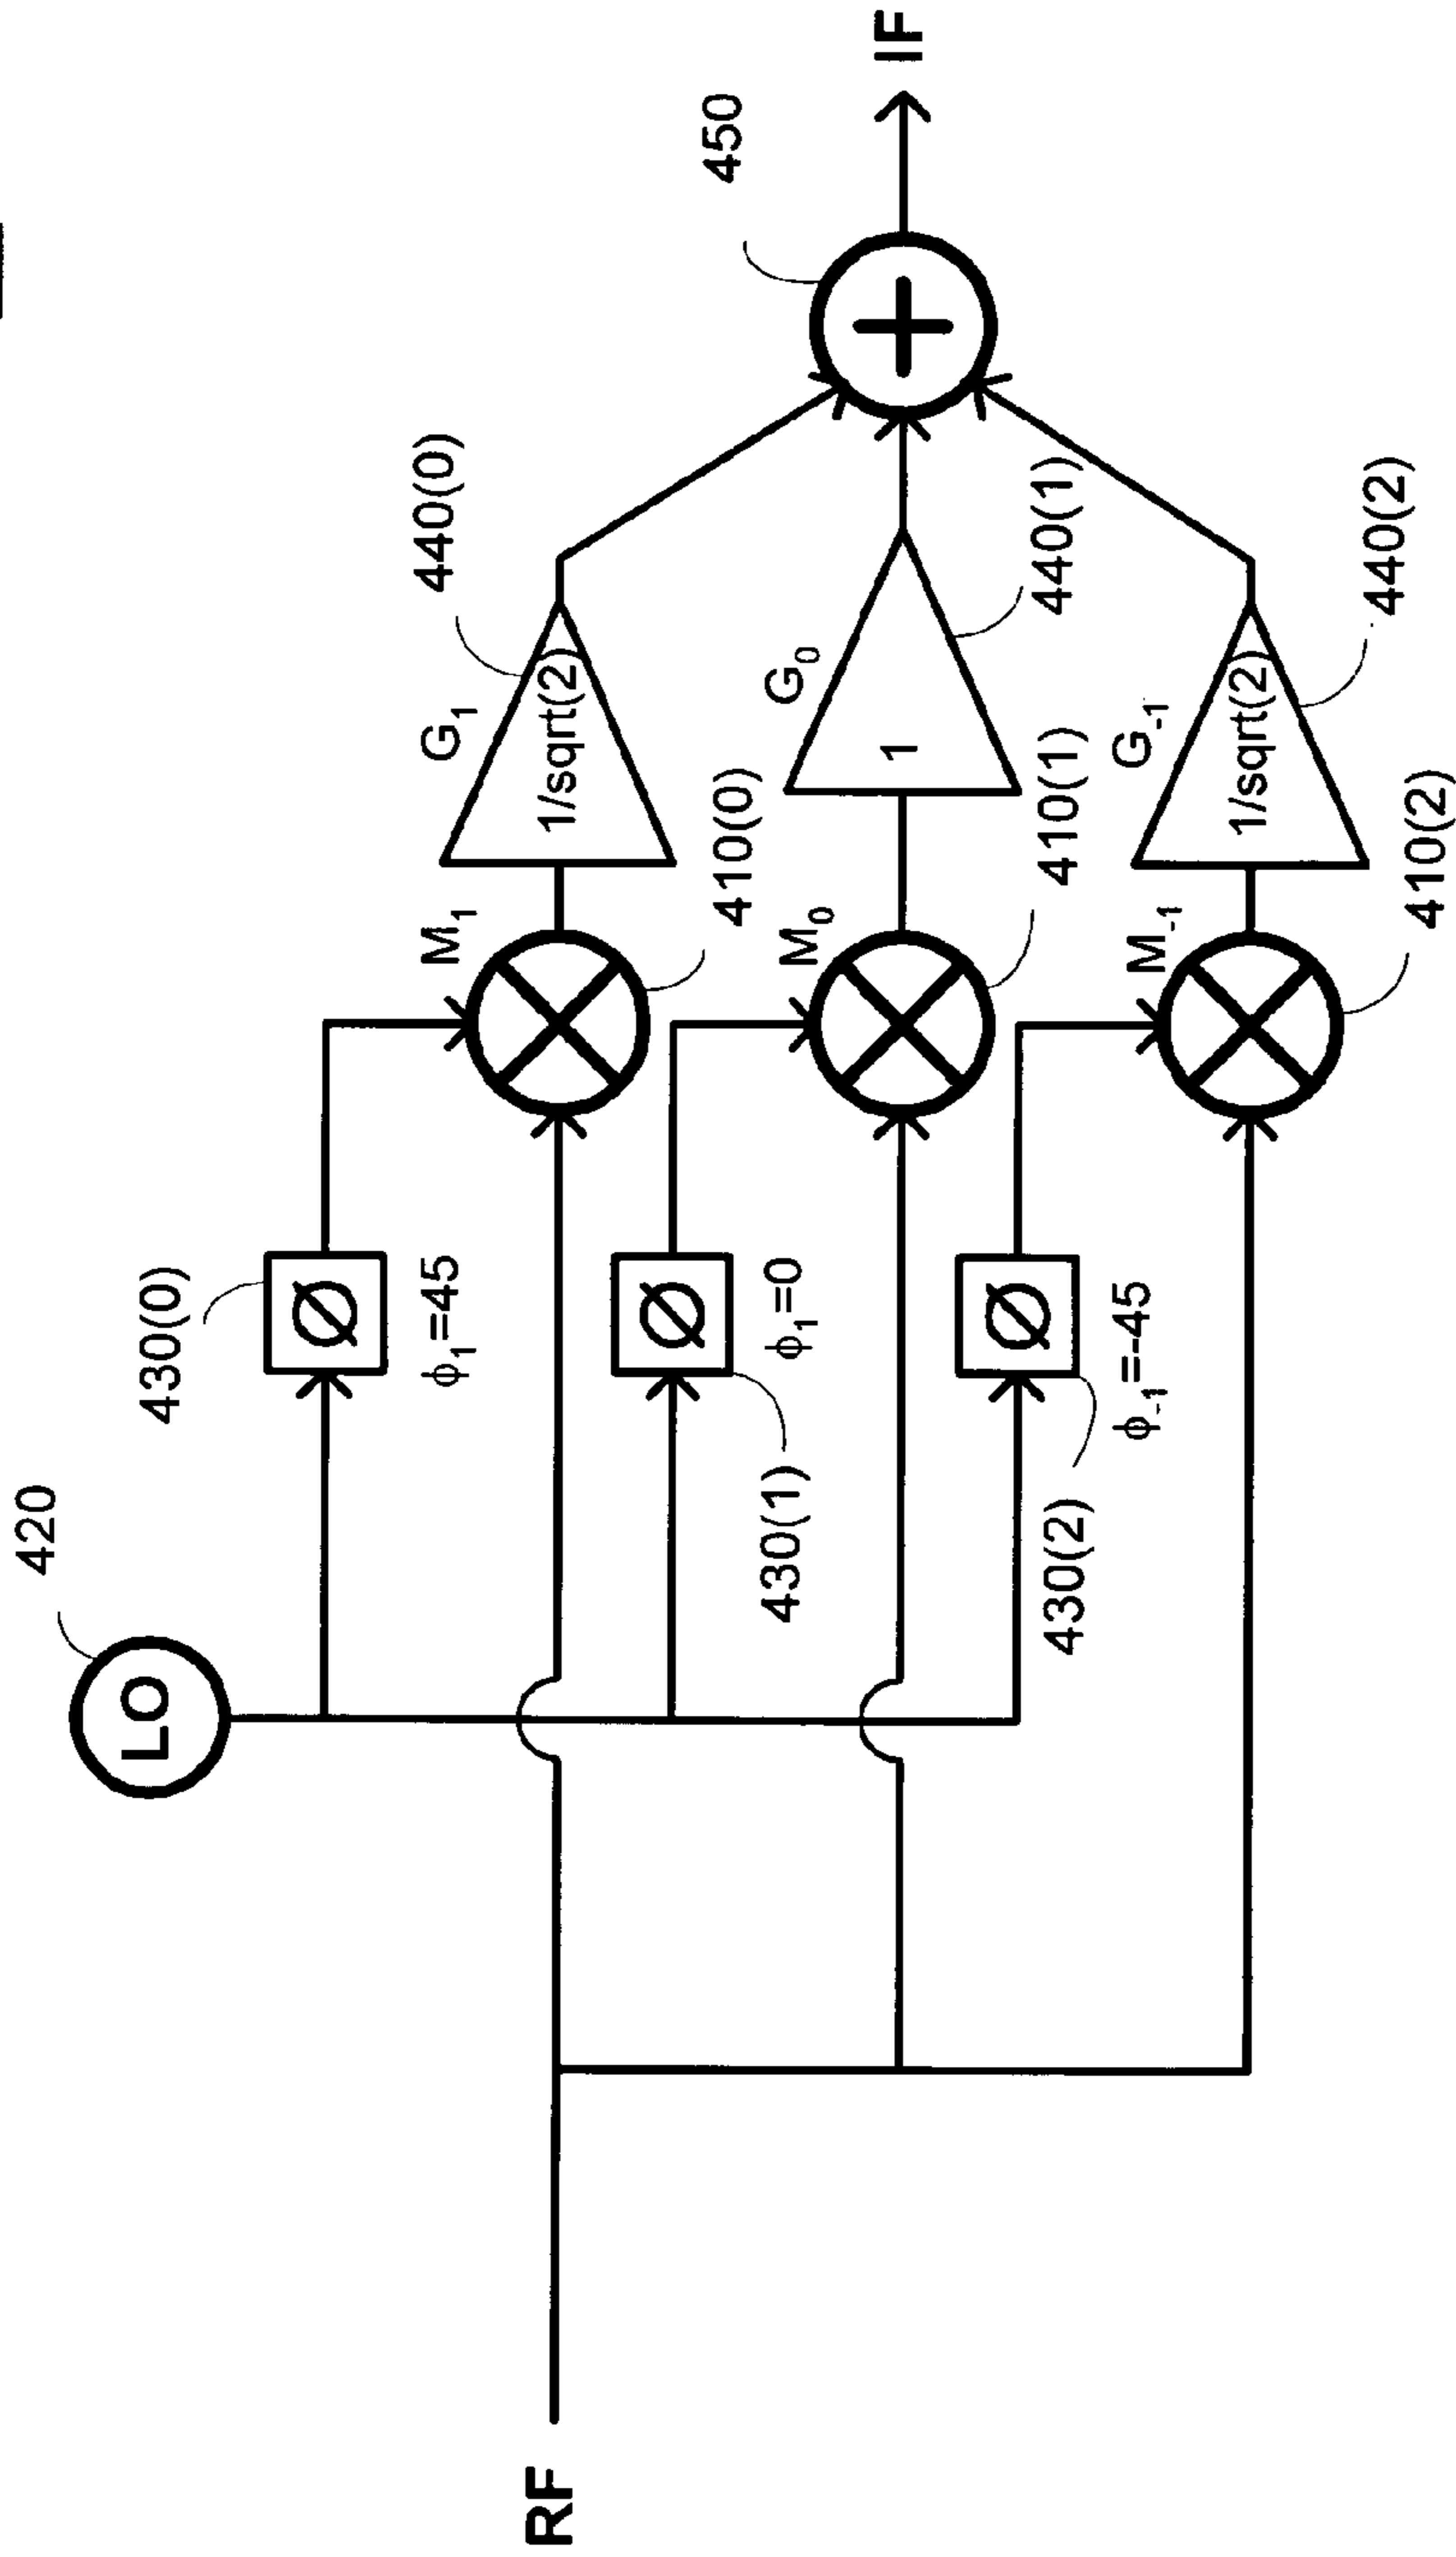 420
LO
430(0)
ϕ1=45
M1
410(0)
G1
1/sqrt(2)
440(0)
450
430(1)
ϕ1=0
M0
410(1)
G0
1
440(1)
IF
RF
430(2)
ϕ-1=-45
M-1
410(2)
G-1
1/sqrt(2)
440(2)